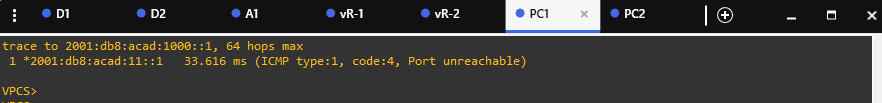 D1 D2 A1 vR-1 vR-2 PC1 PC2
trace to 2001:db8:acad:1000::1, 64 hops max
1 *2001:db8:acad:11::1 33.616 ms (ICMP type:1, code:4, Port unreachable)
VPCS>